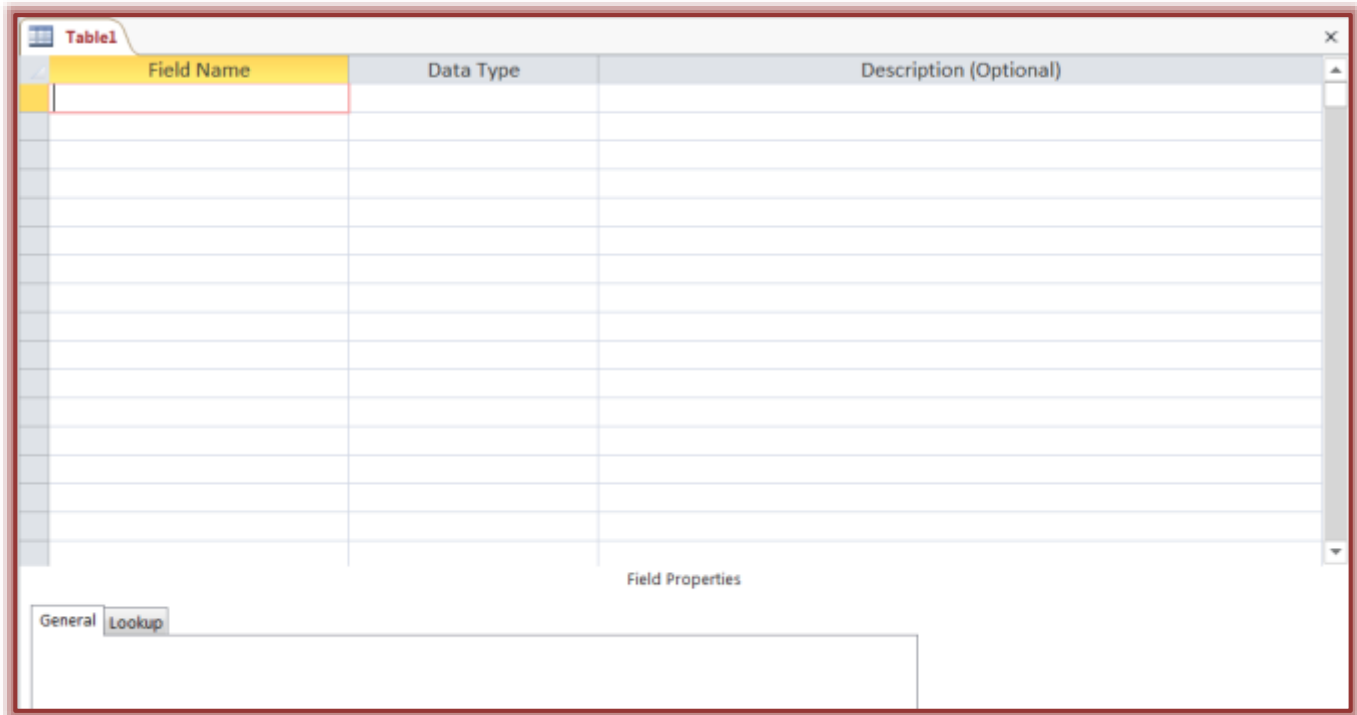 Table1
Field Name Data Type Description (Optional)
Field Properties
General Lookup